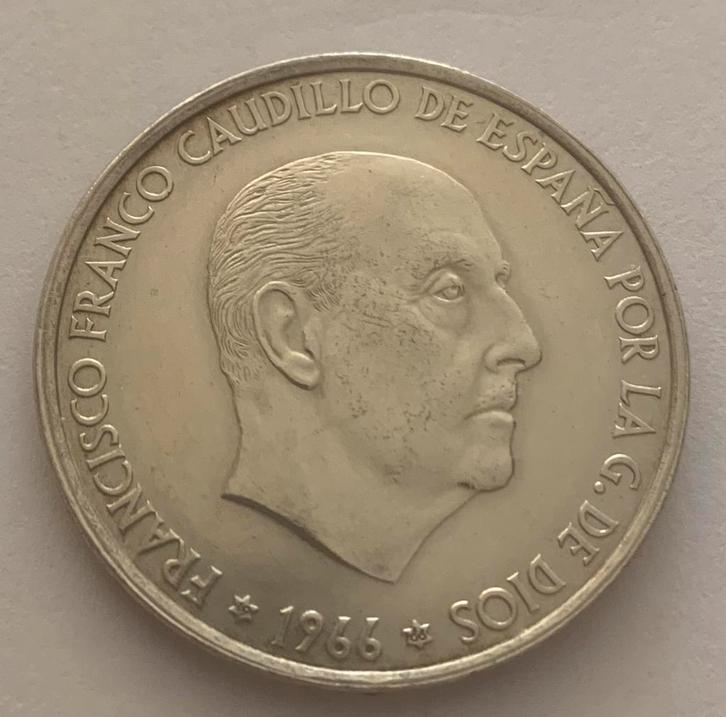 FRANCISCO FRANCO CAUDILLO DE ESPAÑA POR LA G. DE DIOS
1966